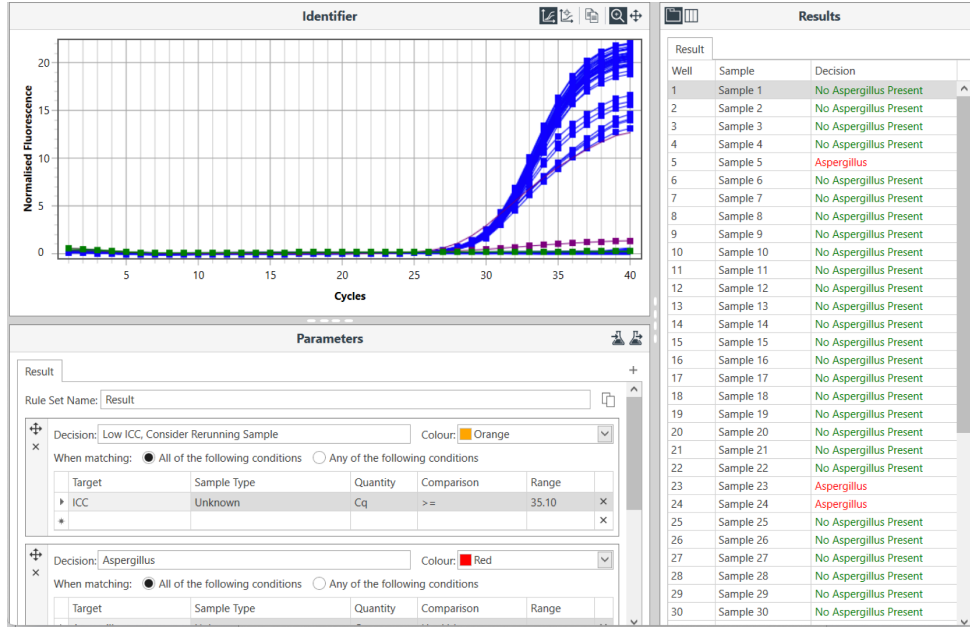 Identifier
Normalised Fluorescence
20
15
10
5
0
5 10 15 20 25 30 35 40
Cycles
Parameters
Result
+
Rule Set Name: Result
Decision: Low ICC, Consider Rerunning Sample Colour: Orange
When matching: All of the following conditions Any of the following conditions
Target Sample Type Quantity Comparison Range
ICC Unknown Cq >= 35.10
Decision: Aspergillus Colour: Red
When matching: All of the following conditions Any of the following conditions
Target Sample Type Quantity Comparison Range
Results
Result
Well Sample Decision
1 Sample 1 No Aspergillus Present
2 Sample 2 No Aspergillus Present
3 Sample 3 No Aspergillus Present
4 Sample 4 No Aspergillus Present
5 Sample 5 Aspergillus
6 Sample 6 No Aspergillus Present
7 Sample 7 No Aspergillus Present
8 Sample 8 No Aspergillus Present
9 Sample 9 No Aspergillus Present
10 Sample 10 No Aspergillus Present
11 Sample 11 No Aspergillus Present
12 Sample 12 No Aspergillus Present
13 Sample 13 No Aspergillus Present
14 Sample 14 No Aspergillus Present
15 Sample 15 No Aspergillus Present
16 Sample 16 No Aspergillus Present
17 Sample 17 No Aspergillus Present
18 Sample 18 No Aspergillus Present
19 Sample 19 No Aspergillus Present
20 Sample 20 No Aspergillus Present
21 Sample 21 No Aspergillus Present
22 Sample 22 No Aspergillus Present
23 Sample 23 Aspergillus
24 Sample 24 Aspergillus
25 Sample 25 No Aspergillus Present
26 Sample 26 No Aspergillus Present
27 Sample 27 No Aspergillus Present
28 Sample 28 No Aspergillus Present
29 Sample 29 No Aspergillus Present
30 Sample 30 No Aspergillus Present